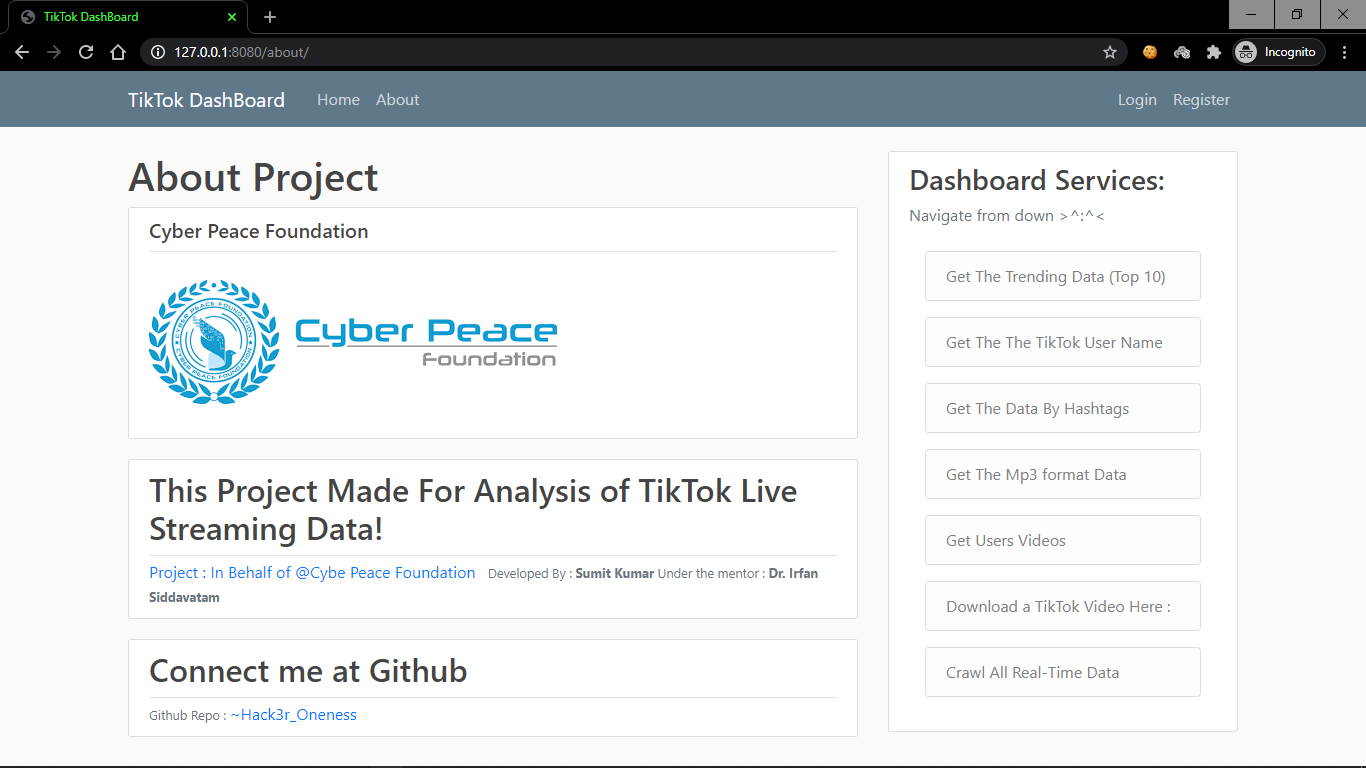 TikTok DashBoard
127.0.0.1:8080/about/
Incognito
TikTok DashBoard
Home
About
Login
Register
About Project
Cyber Peace Foundation
CYBER PEACE FOUNDATION
CYBER PEACE FOUNDATION
Cyber Peace
Foundation
This Project Made For Analysis of TikTok Live
Streaming Data!
Project : In Behalf of @Cybe Peace Foundation Developed By : Sumit Kumar Under the mentor : Dr. Irfan
Siddavatam
Connect me at Github
Github Repo : ~Hack3r_Oneness
Dashboard Services:
Navigate from down >^:^<
Get The Trending Data (Top 10)
Get The The TikTok User Name
Get The Data By Hashtags
Get The Mp3 format Data
Get Users Videos
Download a TikTok Video Here :
Crawl All Real-Time Data